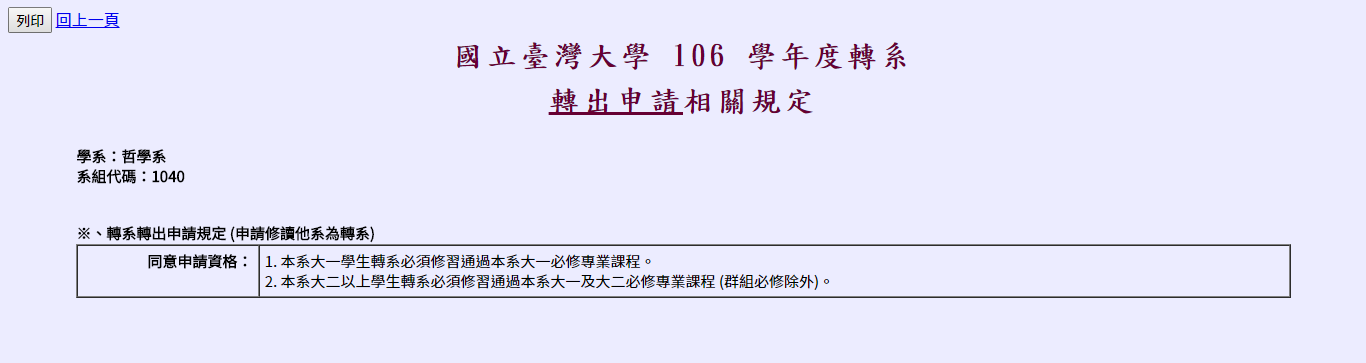 列印 回上一頁
國立臺灣大學 106 學年度轉系
轉出申請相關規定
學系：哲學系
系組代碼：1040
※、轉系轉出申請規定 (申請修讀他系為轉系)
同意申請資格： 1. 本系大一學生轉系必須修習通過本系大一必修專業課程。
2. 本系大二以上學生轉系必須修習通過本系大一及大二必修專業課程 (群組必修除外)。